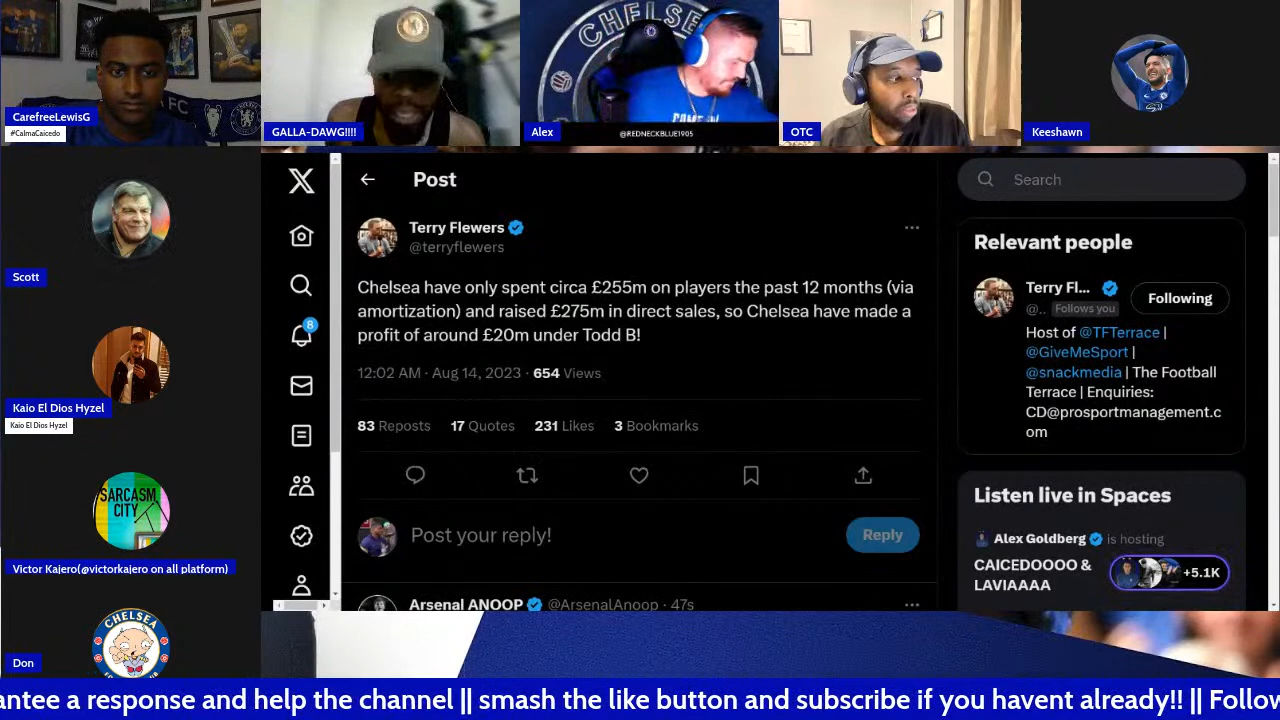 CarefreeLewisG
#CalmaCaicedo
GALLA-DAWG!!!!
CHELSEA
Alex
@REDNECKBLUE1905
OTC
Keeshawn
Scott
Kaio El Dios Hyzel
Kaio El Dios Hyzel
SARCASM
CITY
Victor Kajero(@victorkajero on all platform)
CHELSEA
Don
X
8
Post
Terry Flewers
@terryflewers
Chelsea have only spent circa £255m on players the past 12 months (via
amortization) and raised £275m in direct sales, so Chelsea have made a
profit of around £20m under Todd B!
12:02 AM · Aug 14, 2023 · 654 Views
83 Reposts 17 Quotes 231 Likes 3 Bookmarks
Post your reply!
Reply
Arsenal ANOOP @ArsenalAnoop · 47s
Search
Relevant people
Terry Fl...
@.. Follows you
Following
Host of @TFTerrace |
@GiveMeSport |
@snackmedia | The Football
Terrace | Enquiries:
CD@prosportmanagement.c
om
Listen live in Spaces
Alex Goldberg is hosting
CAICEDOOOO &
LAVIAAAA
+5.1K
antee a response and help the channel || smash the like button and subscribe if you havent already!! || Follow